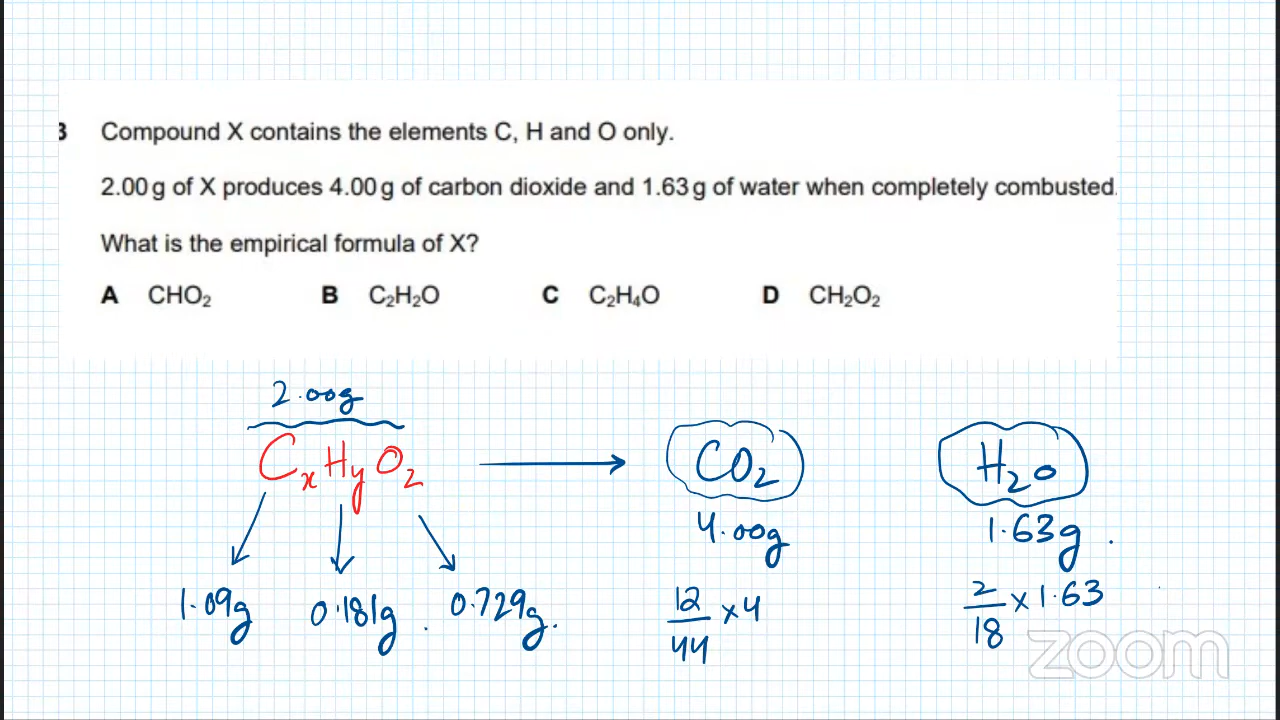 3 Compound X contains the elements C, H and O only.
2.00 g of X produces 4.00 g of carbon dioxide and 1.63 g of water when completely combusted.
What is the empirical formula of X?
A CHO₂ B C₂H₂O C C₂H₄O D CH₂O₂
2.00g
CₓHᵧO₂ → CO₂ H₂O
4.00g 1.63g.
1.09g 0.181g. 0.729g. 12/44 × 4 2/18 × 1.63
zoom